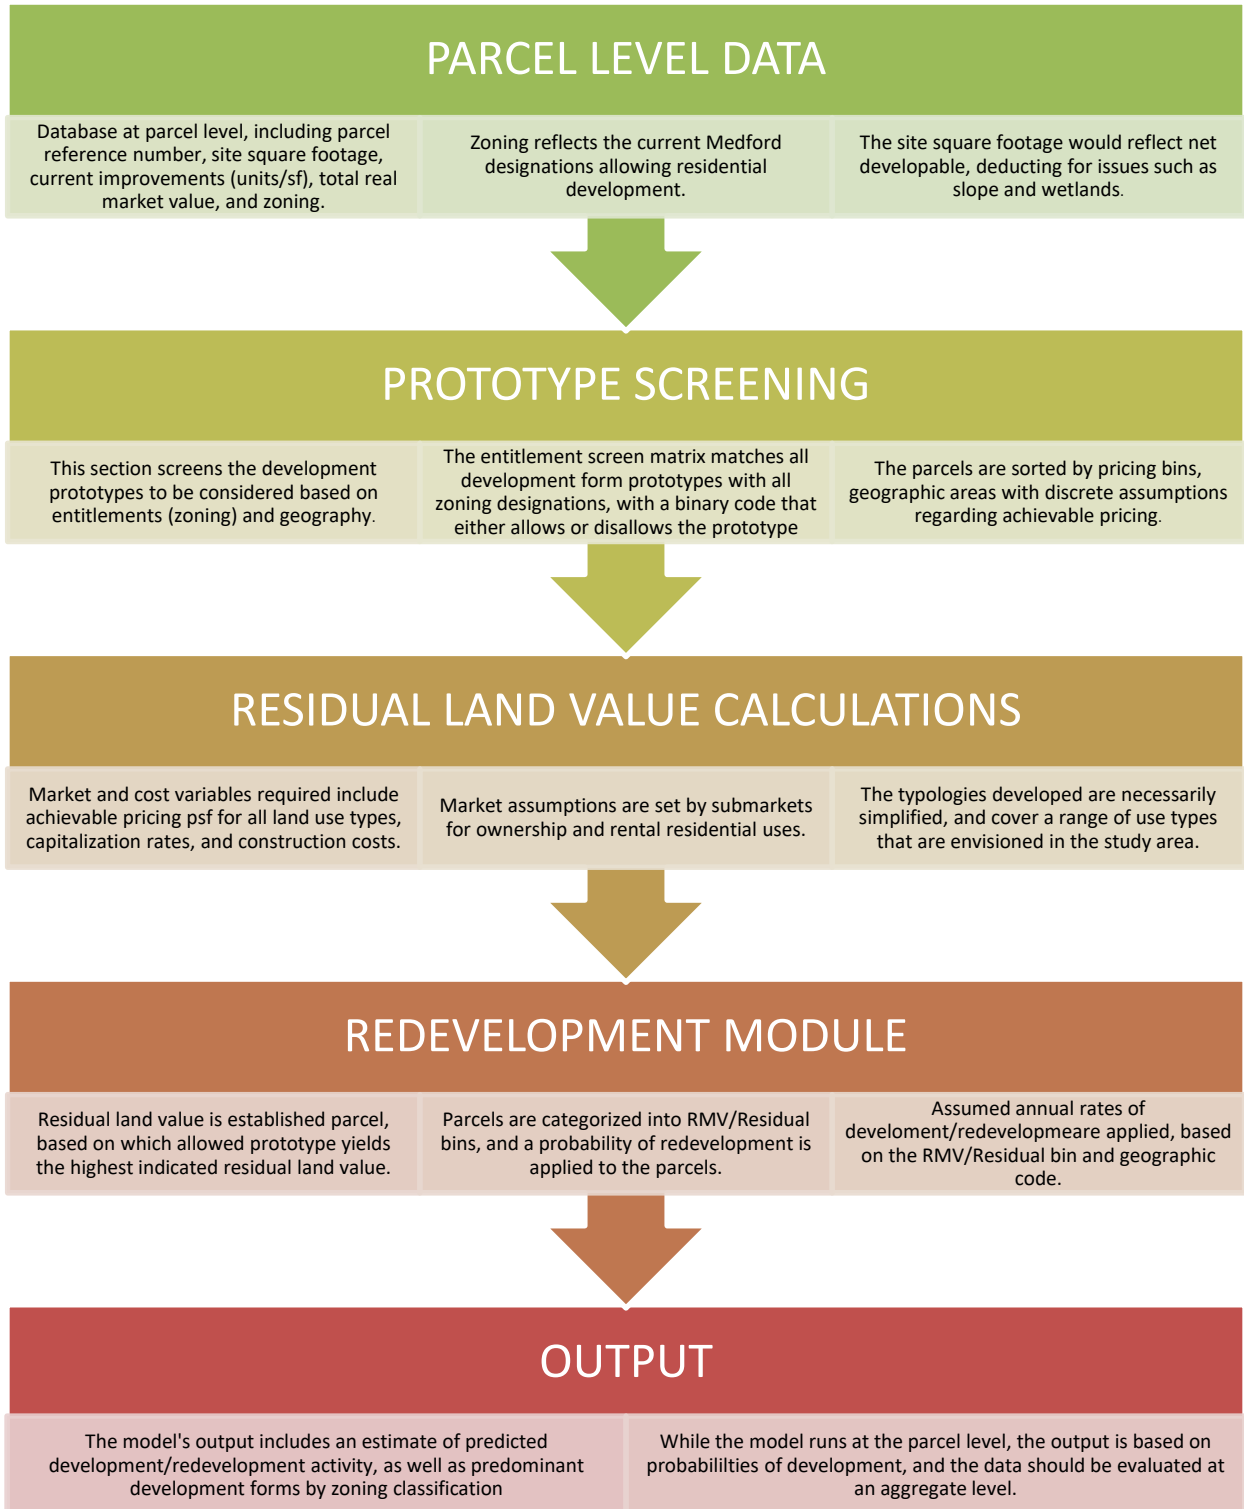 PARCEL LEVEL DATA
Database at parcel level, including parcel
reference number, site square footage,
current improvements (units/sf), total real
market value, and zoning.
Zoning reflects the current Medford
designations allowing residential
development.
The site square footage would reflect net
developable, deducting for issues such as
slope and wetlands.
PROTOTYPE SCREENING
This section screens the development
prototypes to be considered based on
entitlements (zoning) and geography.
The entitlement screen matrix matches all
development form prototypes with all
zoning designations, with a binary code that
either allows or disallows the prototype
The parcels are sorted by pricing bins,
geographic areas with discrete assumptions
regarding achievable pricing.
RESIDUAL LAND VALUE CALCULATIONS
Market and cost variables required include
achievable pricing psf for all land use types,
capitalization rates, and construction costs.
Market assumptions are set by submarkets
for ownership and rental residential uses.
The typologies developed are necessarily
simplified, and cover a range of use types
that are envisioned in the study area.
REDEVELOPMENT MODULE
Residual land value is established parcel,
based on which allowed prototype yields
the highest indicated residual land value.
Parcels are categorized into RMV/Residual
bins, and a probability of redevelopment is
applied to the parcels.
Assumed annual rates of
develoment/redevelopmeare applied, based
on the RMV/Residual bin and geographic
code.
OUTPUT
The model's output includes an estimate of predicted
development/redevelopment activity, as well as predominant
development forms by zoning classification
While the model runs at the parcel level, the output is based on
probabililties of development, and the data should be evaluated at
an aggregate level.